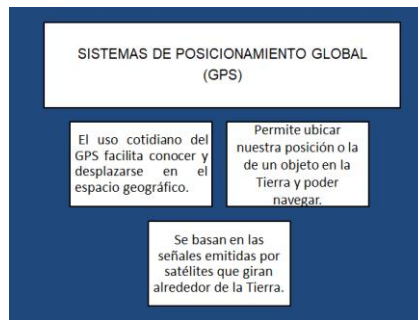 SISTEMAS DE POSICIONAMIENTO GLOBAL
(GPS)
El uso cotidiano del
GPS facilita conocer y
desplazarse en el
espacio geográfico.
Permite ubicar
nuestra posición o la
de un objeto en la
Tierra y poder
navegar.
Se basan en las
señales emitidas por
satélites que giran
alrededor de la Tierra.